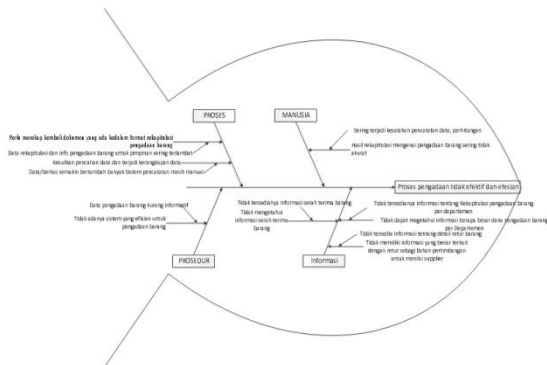 PROSES
MANUSIA
Perlu merekap kembali dokumen yang ada kedalam format rekapitulasi
pengadaan barang
Data rekapitulasi dan info pengadaan barang untuk pimpinan sering terlambat
Kesulitan pencarian data dan terjadi kerangkapan data
Data/berkas semakin bertambah banyak Sistem pencatatan masih manual
Sering terjadi kesalahan pencatatan data, perhitungan
Hasil rekapitulasi mengenai pengadaan barang sering tidak
akurat
Proses pengadaan tidak efektif dan efesian
Data pengadaan barang kurang informatif
Tidak adanya sistem yang efisien untuk
pengadaan barang
Tidak tersedianya informasi serah terima barang
Tidak mengetahui
informasi serah terima
barang
Tidak tersedianya informasi tentang Rekapitulasi pengadaan barang
per departemen
Tidak dapat megetahui informasi berapa besar dana pengadaan barang
per Departemen
Tidak tersedia informasi tentang detail retur barang
Tidak memiliki informasi yang benar terkait
dengan retur sebagai bahan pertimbangan
untuk menilai supplier
PROSEDUR
Informasi